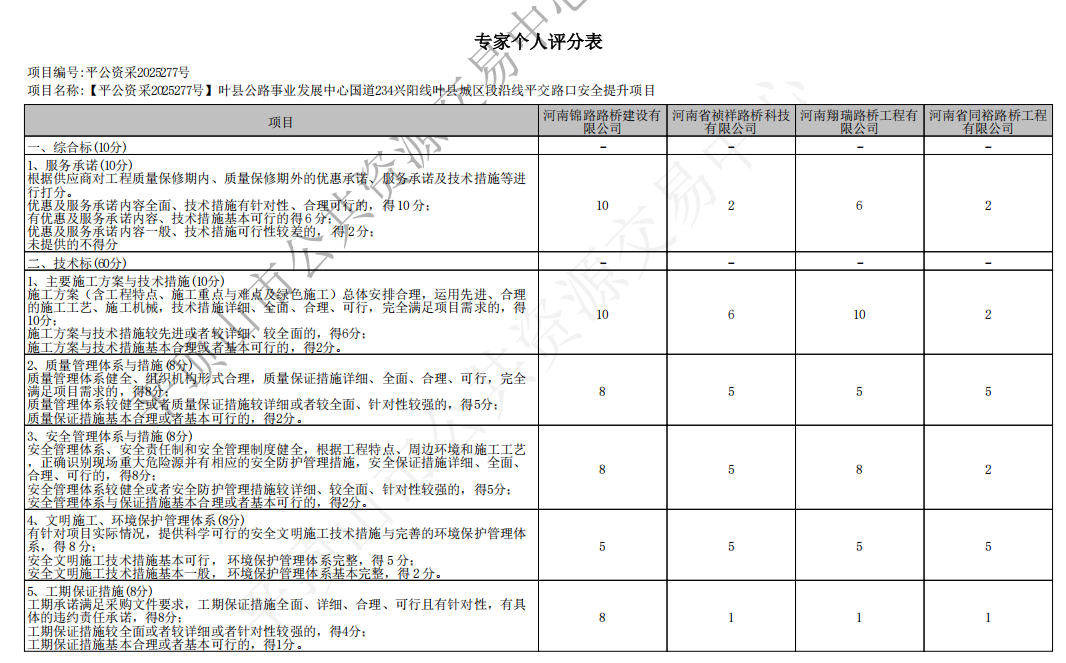 专家个人评分表
项目编号:平公资采2025277号
项目名称:【平公资采2025277号】叶县公路事业发展中心国道234兴阳线叶县城区段沿线平交路口安全提升项目
项目
河南锦路路桥建设有
限公司
河南省祯祥路桥科技
有限公司
河南翔瑞路桥工程有
限公司
河南省同裕路桥工程
有限公司
一、综合标(10分)
- - - -
1、服务承诺(10分)
根据供应商对工程质量保修期内、质量保修期外的优惠承诺、服务承诺及技术措施等进
行打分。
优惠及服务承诺内容全面、技术措施有针对性、合理可行的，得 10 分；
有优惠及服务承诺内容、技术措施基本可行的得 6 分；
优惠及服务承诺内容一般、技术措施可行性较差的，得 2 分；
未提供的不得分
10 2 6 2
二、技术标(60分)
- - - -
1、主要施工方案与技术措施(10分)
施工方案（含工程特点、施工重点与难点及绿色施工）总体安排合理，运用先进、合理
的施工工艺、施工机械，技术措施详细、全面、合理、可行，完全满足项目需求的，得
10分；
施工方案与技术措施较先进或者较详细、较全面的，得6分；
施工方案与技术措施基本合理或者基本可行的，得2分。
10 6 10 2
2、质量管理体系与措施(8分)
质量管理体系健全、组织机构形式合理，质量保证措施详细、全面、合理、可行，完全
满足项目需求的，得8分；
质量管理体系较健全或者质量保证措施较详细或者较全面、针对性较强的，得5分；
质量保证措施基本合理或者基本可行的，得2分。
8 5 5 5
3、安全管理体系与措施(8分)
安全管理体系、安全责任制和安全管理制度健全，根据工程特点、周边环境和施工工艺
，正确识别现场重大危险源并有相应的安全防护管理措施，安全保证措施详细、全面、
合理、可行的，得8分；
安全管理体系较健全或者安全防护管理措施较详细、较全面、针对性较强的，得5分；
安全管理体系与保证措施基本合理或者基本可行的，得2分。
8 5 8 2
4、文明施工、环境保护管理体系(8分)
有针对项目实际情况，提供科学可行的安全文明施工技术措施与完善的环境保护管理体
系，得 8 分；
安全文明施工技术措施基本可行， 环境保护管理体系完整，得 5 分；
安全文明施工技术措施基本一般， 环境保护管理体系基本完整，得 2 分。
5 5 5 5
5、工期保证措施(8分)
工期承诺满足采购文件要求，工期保证措施全面、详细、合理、可行且有针对性，有具
体的违约责任承诺，得8分；
工期保证措施较全面或者较详细或者针对性较强的，得4分；
工期保证措施基本合理或者基本可行的，得1分。
8 1 1 1
平顶山市公共资源交易中心
平顶山市公共资源交易中心